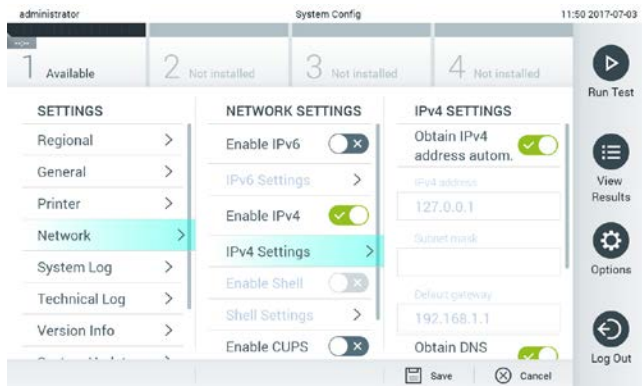 administrator
System Config
11:50 2017-07-03
1 Available
2 Not installed
3 Not installed
4 Not installed
SETTINGS
Regional
General
Printer
Network
System Log
Technical Log
Version Info
NETWORK SETTINGS
Enable IPv6
IPv6 Settings
Enable IPv4
IPv4 Settings
Enable Shell
Shell Settings
Enable CUPS
IPv4 SETTINGS
Obtain IPv4
address autom.
IPv4 address
127.0.0.1
Subnet mask
Default gateway
192.168.1.1
Obtain DNS
Save
Cancel
Run Test
View
Results
Options
Log Out